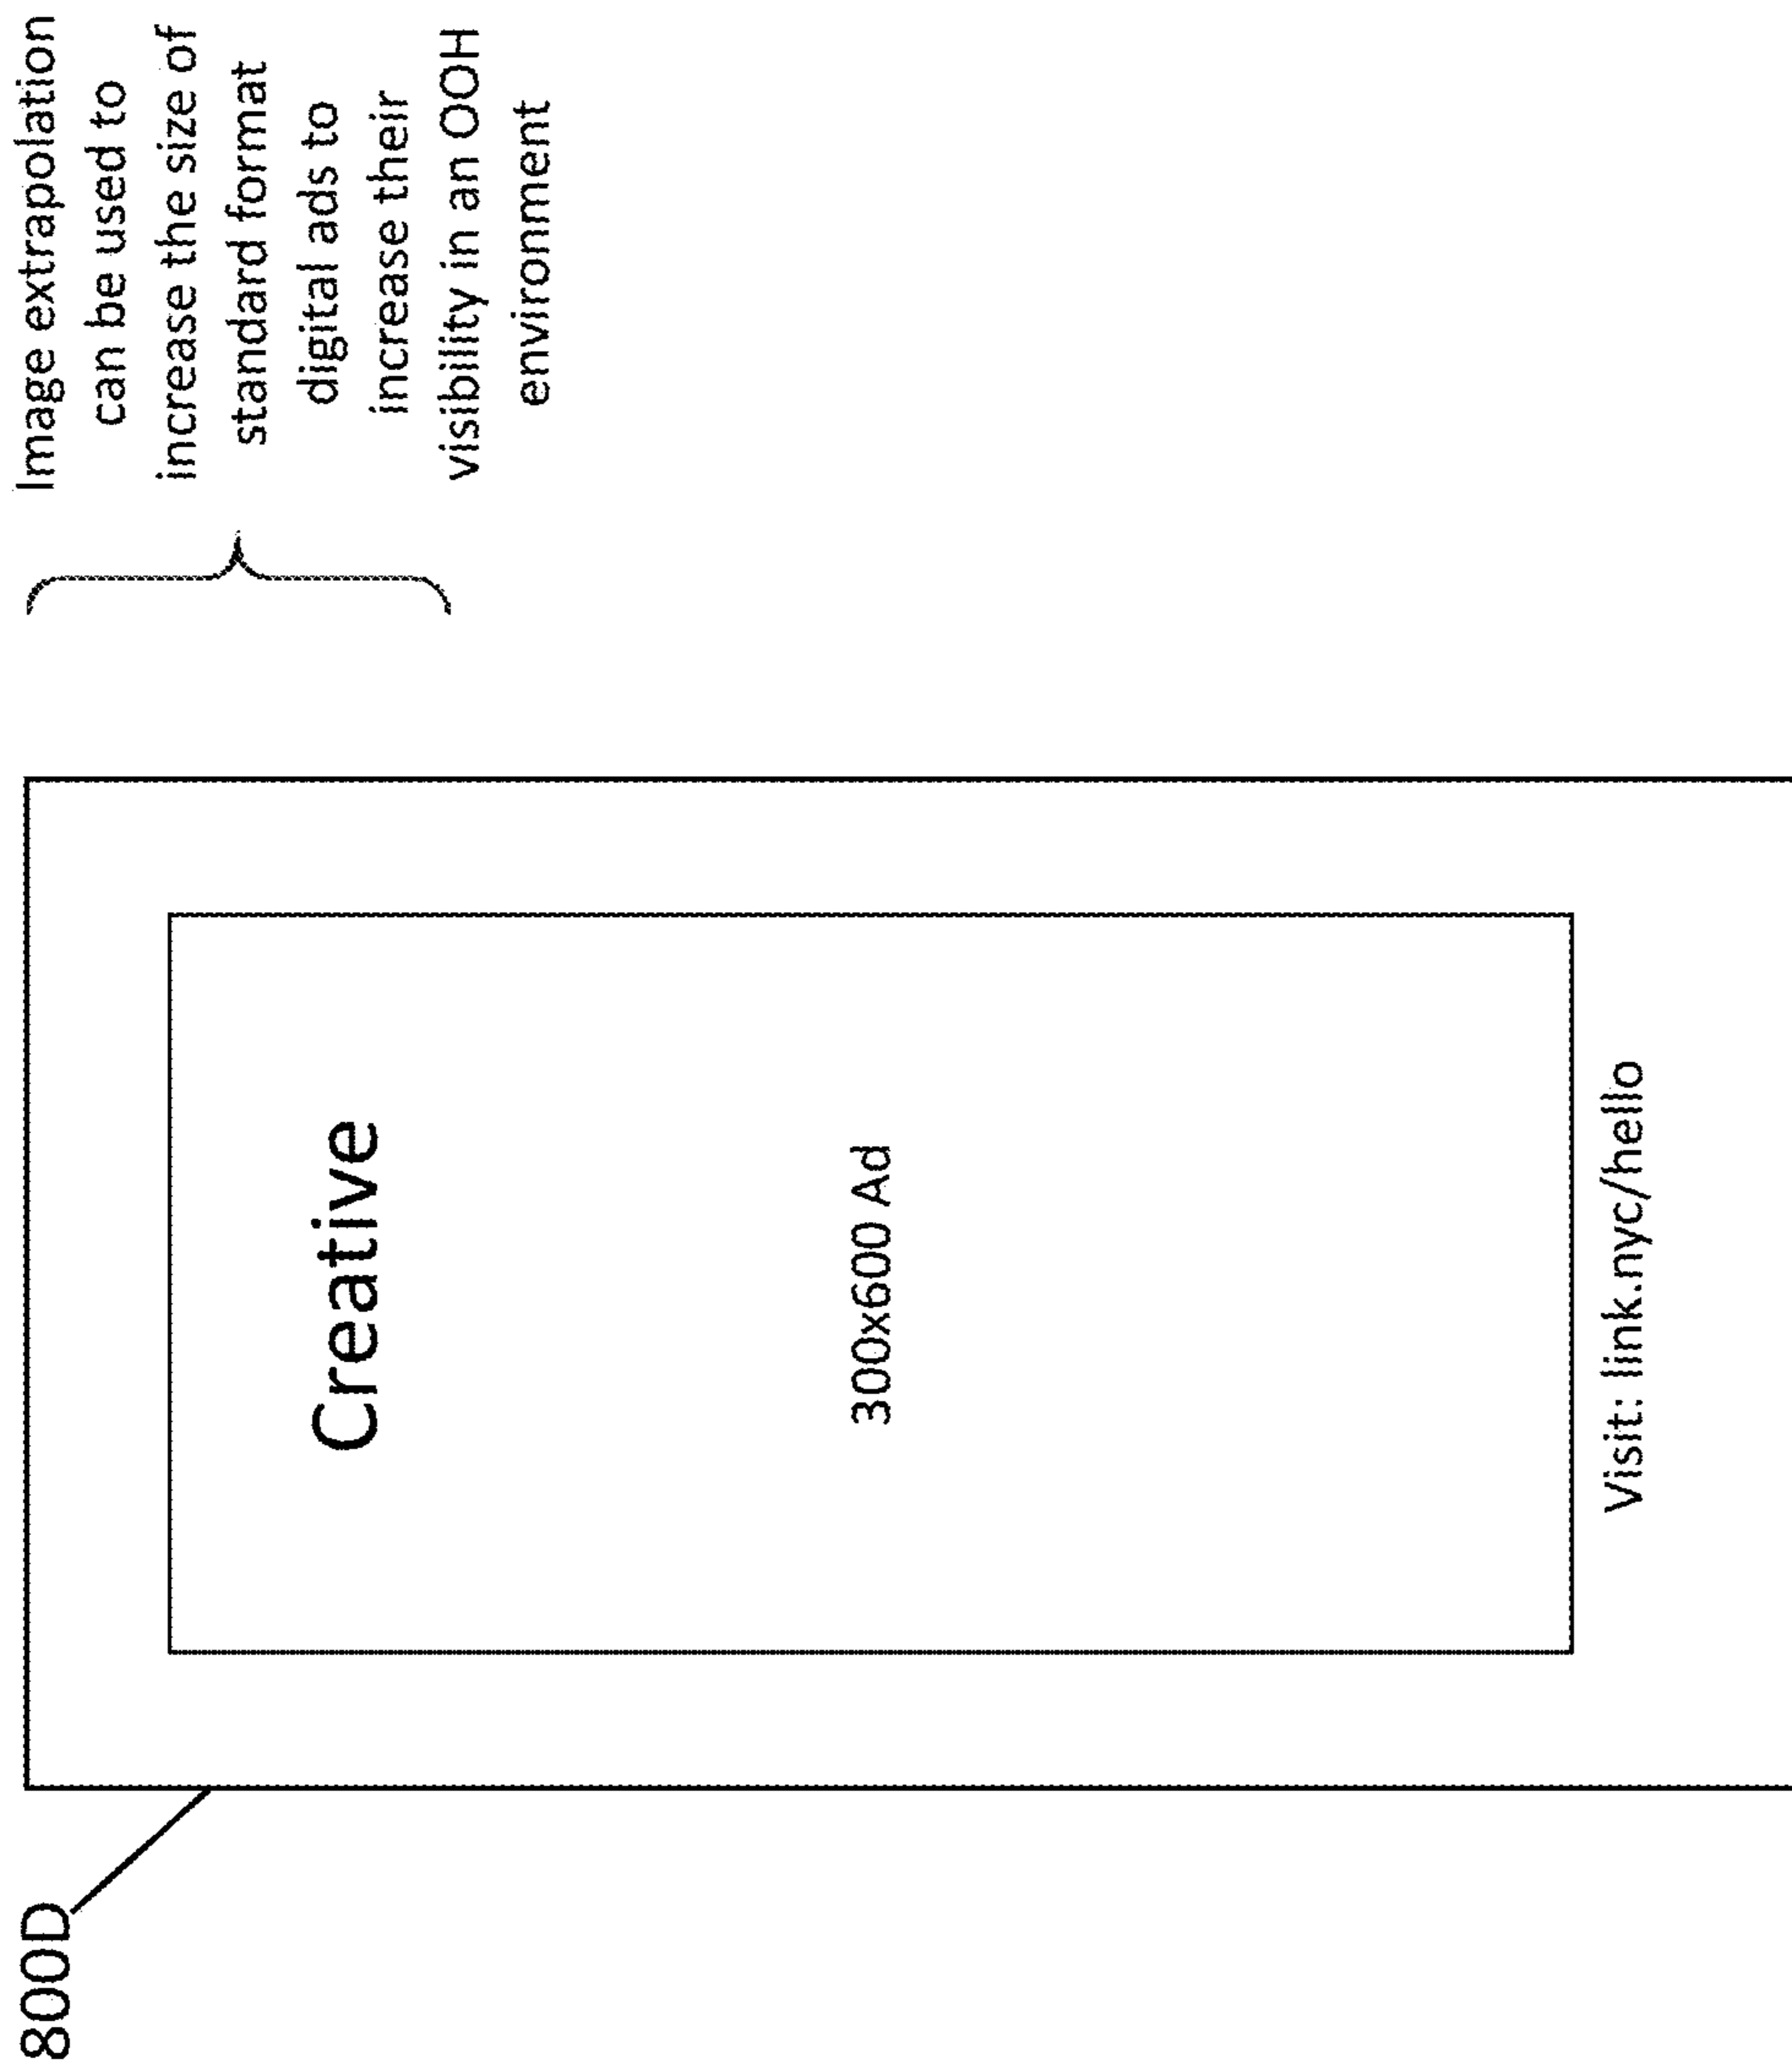 800D
Creative
300x600 Ad
Visit: link.nyc/hello
Image extrapolation
can be used to
increase the size of
standard format
digital ads to
increase their
visibility in an OOH
environment